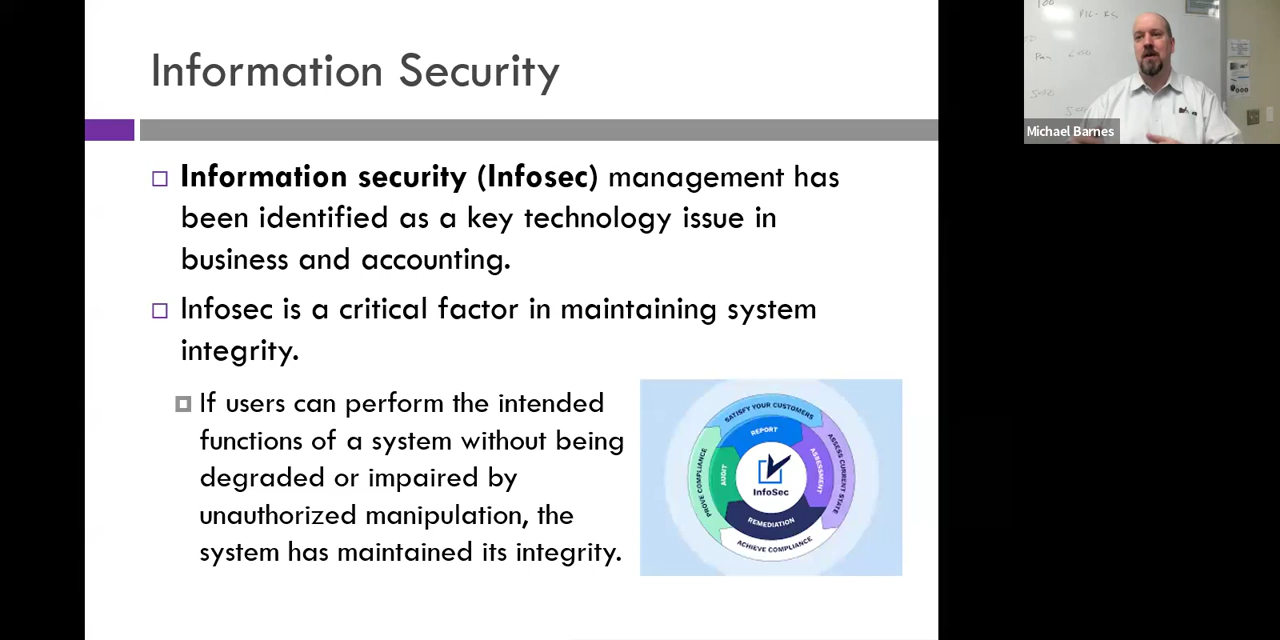 Information Security
Information security (Infosec) management has
been identified as a key technology issue in
business and accounting.
Infosec is a critical factor in maintaining system
integrity.
If users can perform the intended
functions of a system without being
degraded or impaired by
unauthorized manipulation, the
system has maintained its integrity.
SATISFY YOUR CUSTOMERS
REPORT
ASSESS CURRENT STATE
ASSESSMENT
PROVE COMPLIANCE
AUDIT
InfoSec
REMEDIATION
ACHIEVE COMPLIANCE
Michael Barnes